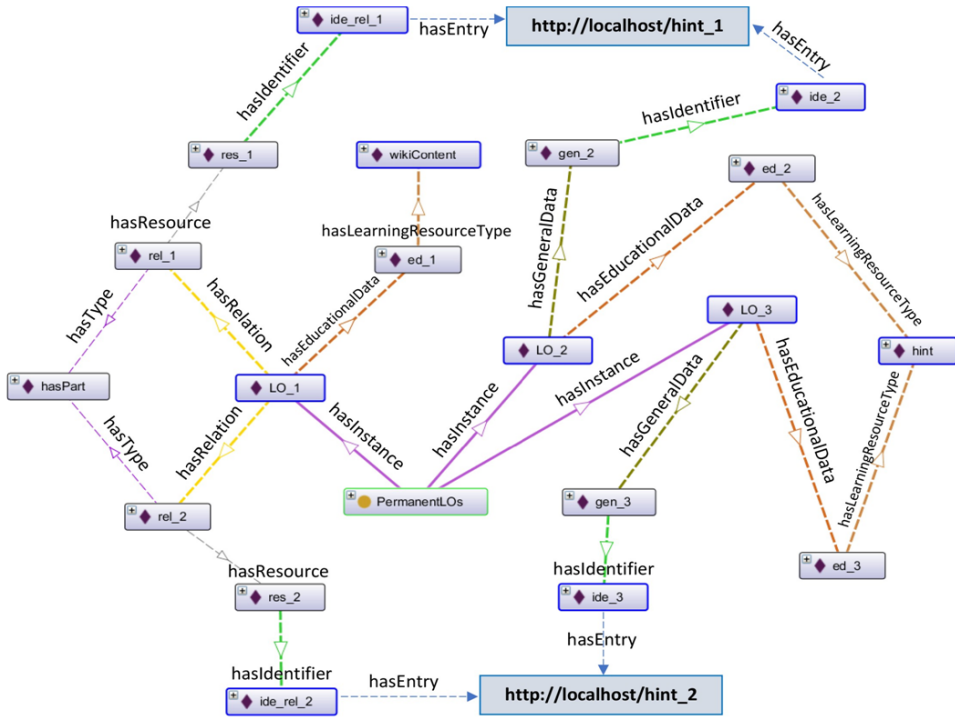 ide_rel_1
hasEntry
http://localhost/hint_1
hasEntry
hasIdentifier
ide_2
hasIdentifier
res_1
wikiContent
gen_2
ed_2
hasResource
hasLearningResourceType
rel_1
ed_1
hasGeneralData
hasEducationalData
hasLearningResourceType
hasType
hasRelation
hasEducationalData
LO_3
LO_2
hint
hasPart
LO_1
hasInstance
hasInstance
hasInstance
hasGeneralData
hasEducationalData
hasLearningResourceType
hasType
hasRelation
PermanentLOs
gen_3
rel_2
hasResource
hasIdentifier
ed_3
res_2
ide_3
hasEntry
hasIdentifier
ide_rel_2
hasEntry
http://localhost/hint_2